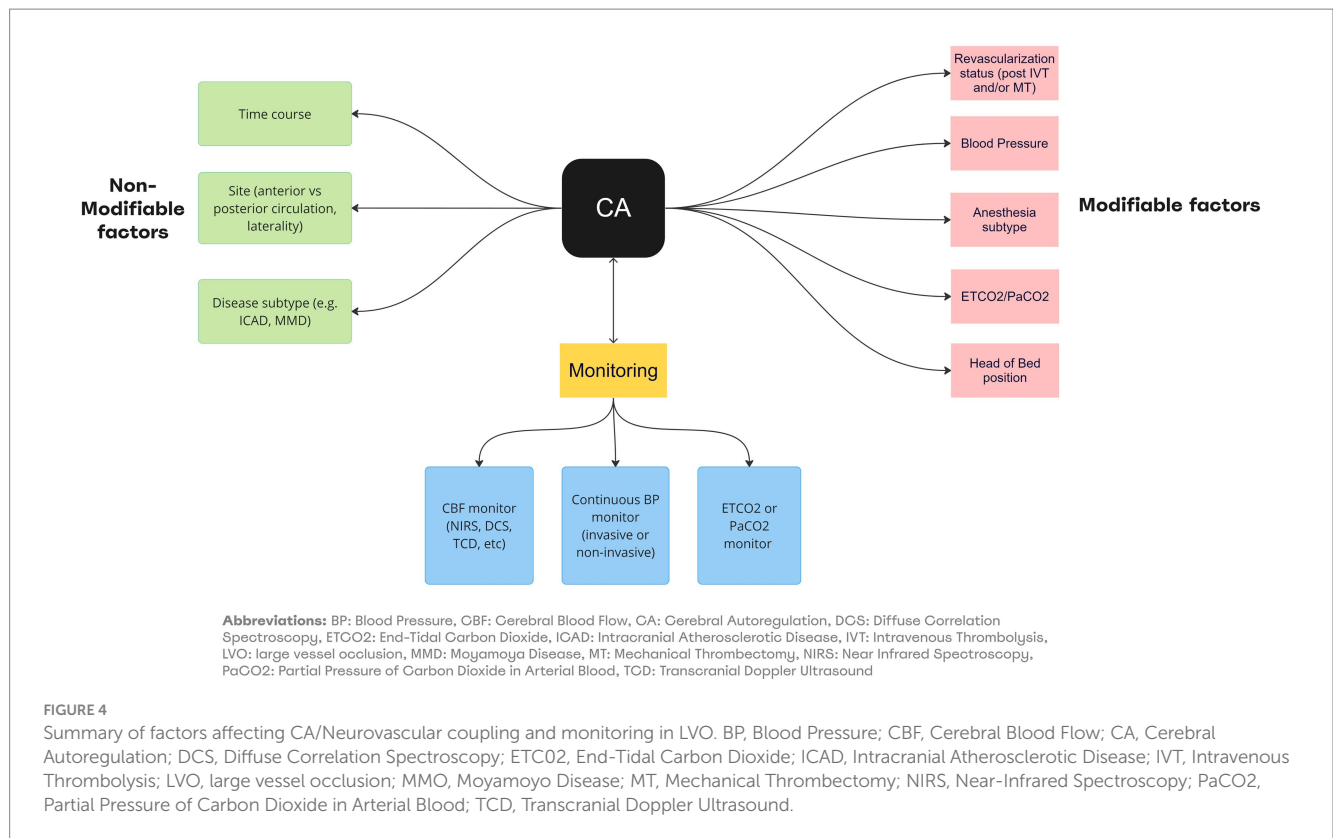 Non-
Modifiable
factors
Time course
Site (anterior vs
posterior circulation,
laterality)
Disease subtype (e.g.
ICAD, MMD)
CA
Revascularization
status (post IVT
and/or MT)
Blood Pressure
Anesthesia
subtype
ETCO2/PaCO2
Head of Bed
position
Modifiable factors
Monitoring
CBF monitor
(NIRS, DCS,
TCD, etc)
Continuous BP
monitor
(invasive or
non-invasive)
ETCO2 or
PaCO2
monitor
Abbreviations: BP: Blood Pressure, CBF: Cerebral Blood Flow, CA: Cerebral Autoregulation, DCS: Diffuse Correlation
Spectroscopy, ETCO2: End-Tidal Carbon Dioxide, ICAD: Intracranial Atherosclerotic Disease, IVT: Intravenous Thrombolysis,
LVO: large vessel occlusion, MMD: Moyamoya Disease, MT: Mechanical Thrombectomy, NIRS: Near Infrared Spectroscopy,
PaCO2: Partial Pressure of Carbon Dioxide in Arterial Blood, TCD: Transcranial Doppler Ultrasound
FIGURE 4
Summary of factors affecting CA/Neurovascular coupling and monitoring in LVO. BP, Blood Pressure; CBF, Cerebral Blood Flow; CA, Cerebral
Autoregulation; DCS, Diffuse Correlation Spectroscopy; ETC02, End-Tidal Carbon Dioxide; ICAD, Intracranial Atherosclerotic Disease; IVT, Intravenous
Thrombolysis; LVO, large vessel occlusion; MMO, Moyamoyo Disease; MT, Mechanical Thrombectomy; NIRS, Near-Infrared Spectroscopy; PaCO2,
Partial Pressure of Carbon Dioxide in Arterial Blood; TCD, Transcranial Doppler Ultrasound.